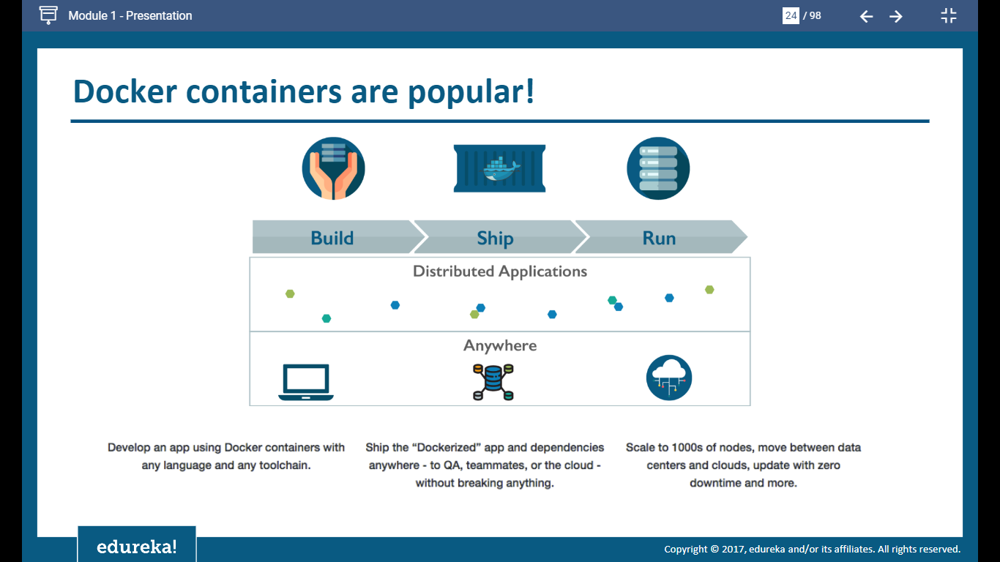 Module 1 - Presentation
24 / 98
Docker containers are popular!
Build
Ship
Run
Distributed Applications
Anywhere
Develop an app using Docker containers with
any language and any toolchain.
Ship the “Dockerized” app and dependencies
anywhere - to QA, teammates, or the cloud -
without breaking anything.
Scale to 1000s of nodes, move between data
centers and clouds, update with zero
downtime and more.
edureka!
Copyright © 2017, edureka and/or its affiliates. All rights reserved.